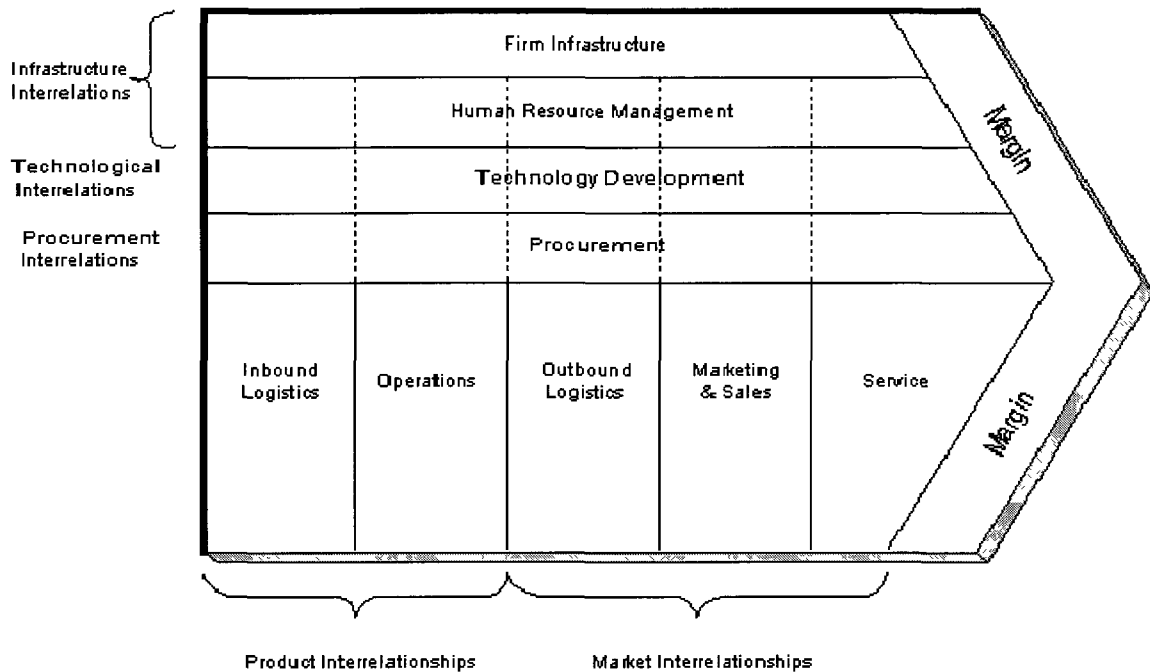 Firm Infrastructure
Infrastructure
Interrelations
Human Resource Management
Margin
Technological
Interrelations
Technology Development
Procurement
Interrelations
Procurement
Inbound
Logistics
Operations
Outbound
Logistics
Marketing
& Sales
Service
Margin
Product Interrelationships
Market Interrelationships